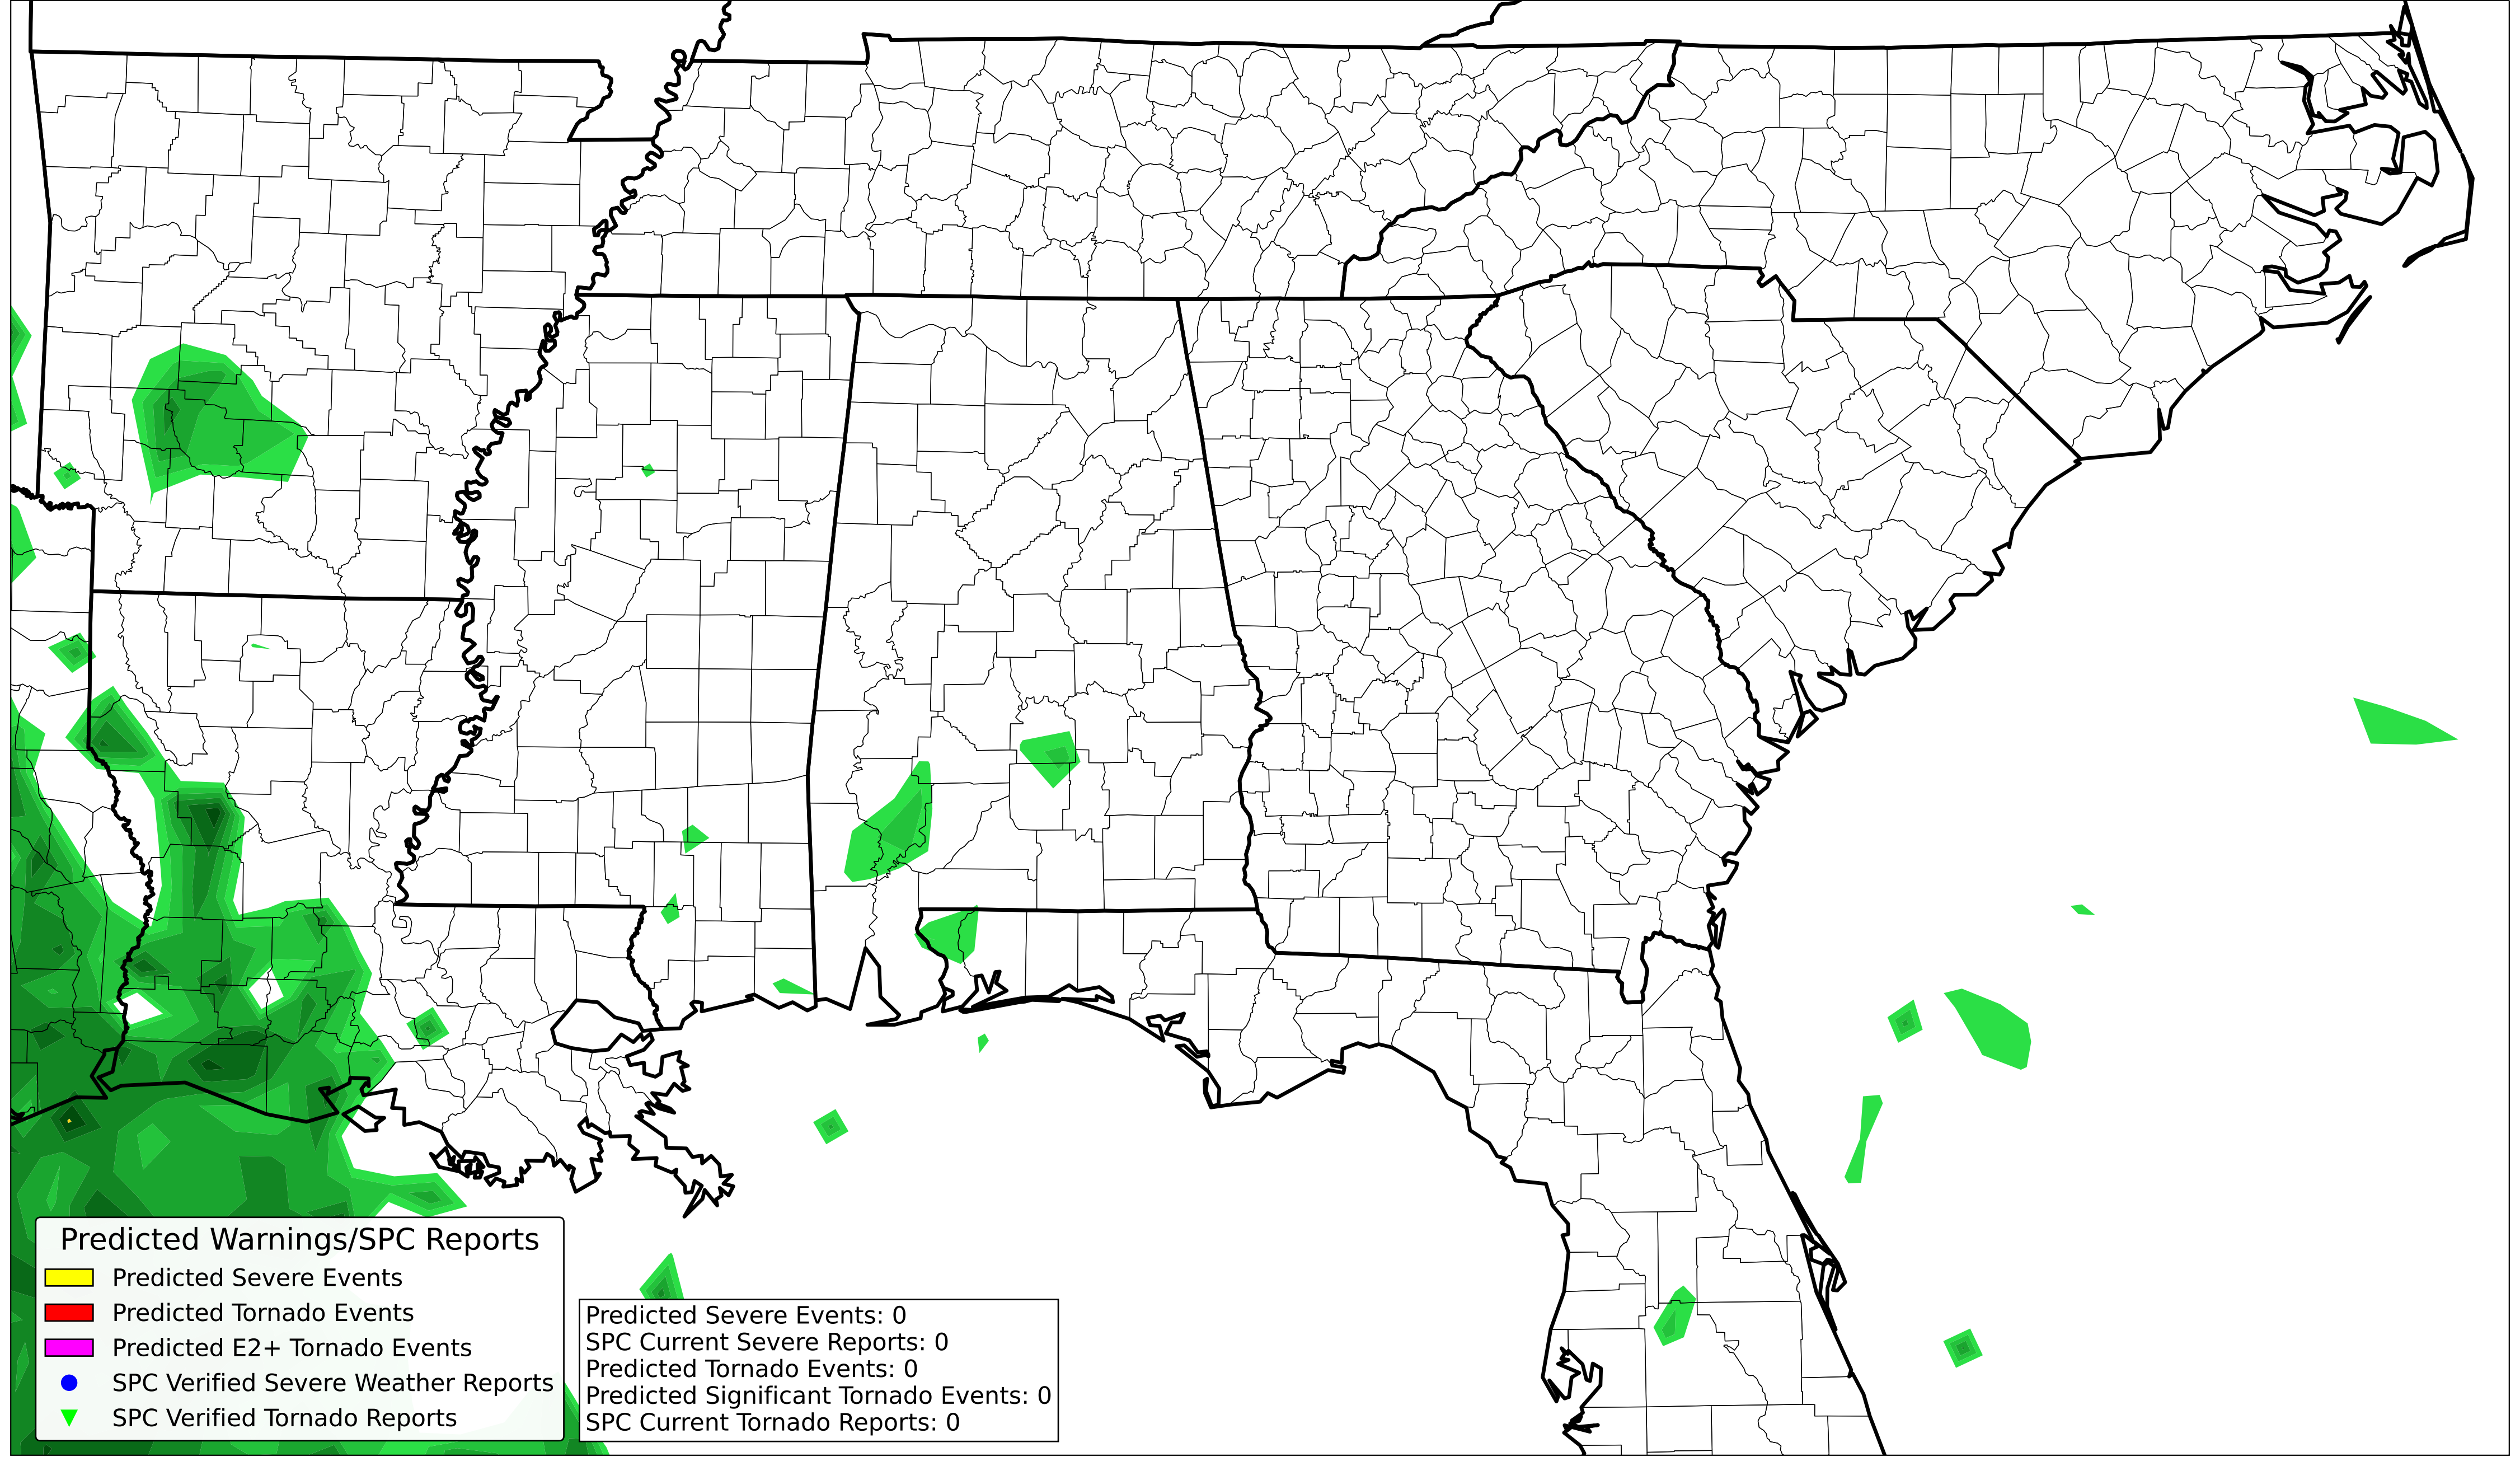 Predicted Warnings/SPC Reports
Predicted Severe Events
Predicted Tornado Events
Predicted E2+ Tornado Events
SPC Verified Severe Weather Reports
SPC Verified Tornado Reports
Predicted Severe Events: 0
SPC Current Severe Reports: 0
Predicted Tornado Events: 0
Predicted Significant Tornado Events: 0
SPC Current Tornado Reports: 0